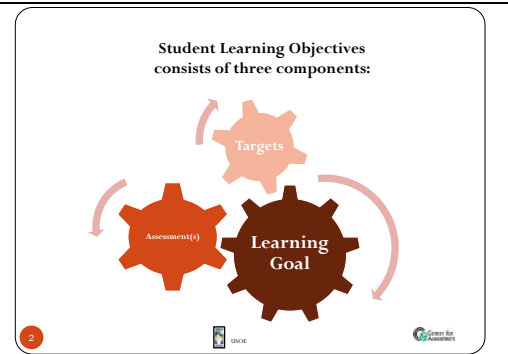 Student Learning Objectives
consists of three components:
Targets
Assessment(s)
Learning
Goal
2
USOE
Center for
Assessment